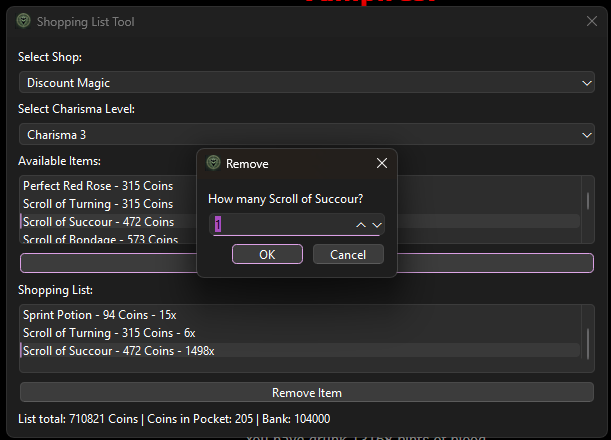 Shopping List Tool
Select Shop:
Discount Magic
Select Charisma Level:
Charisma 3
Available Items:
Perfect Red Rose - 315 Coins
Scroll of Turning - 315 Coins
Scroll of Succour - 472 Coins
Scroll of Bondage - 573 Coins
Remove
How many Scroll of Succour?
1
OK
Cancel
Shopping List:
Sprint Potion - 94 Coins - 15x
Scroll of Turning - 315 Coins - 6x
Scroll of Succour - 472 Coins - 1498x
Remove Item
List total: 710821 Coins | Coins in Pocket: 205 | Bank: 104000